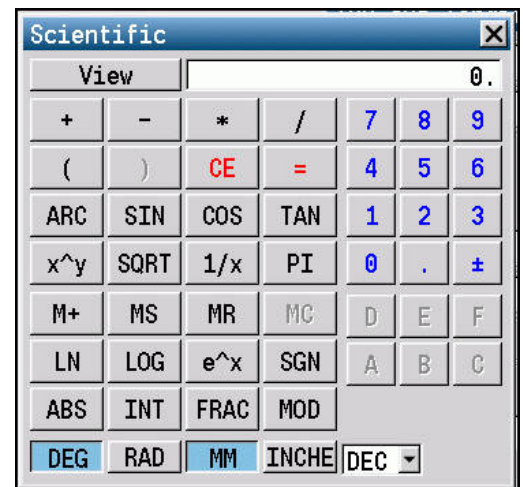 Scientific
View 0.
+ - * / 7 8 9
( ) CE = 4 5 6
ARC SIN COS TAN 1 2 3
x^y SQRT 1/x PI 0 . ±
M+ MS MR MC D E F
LN LOG e^x SGN A B C
ABS INT FRAC MOD
DEG RAD MM INCHE DEC